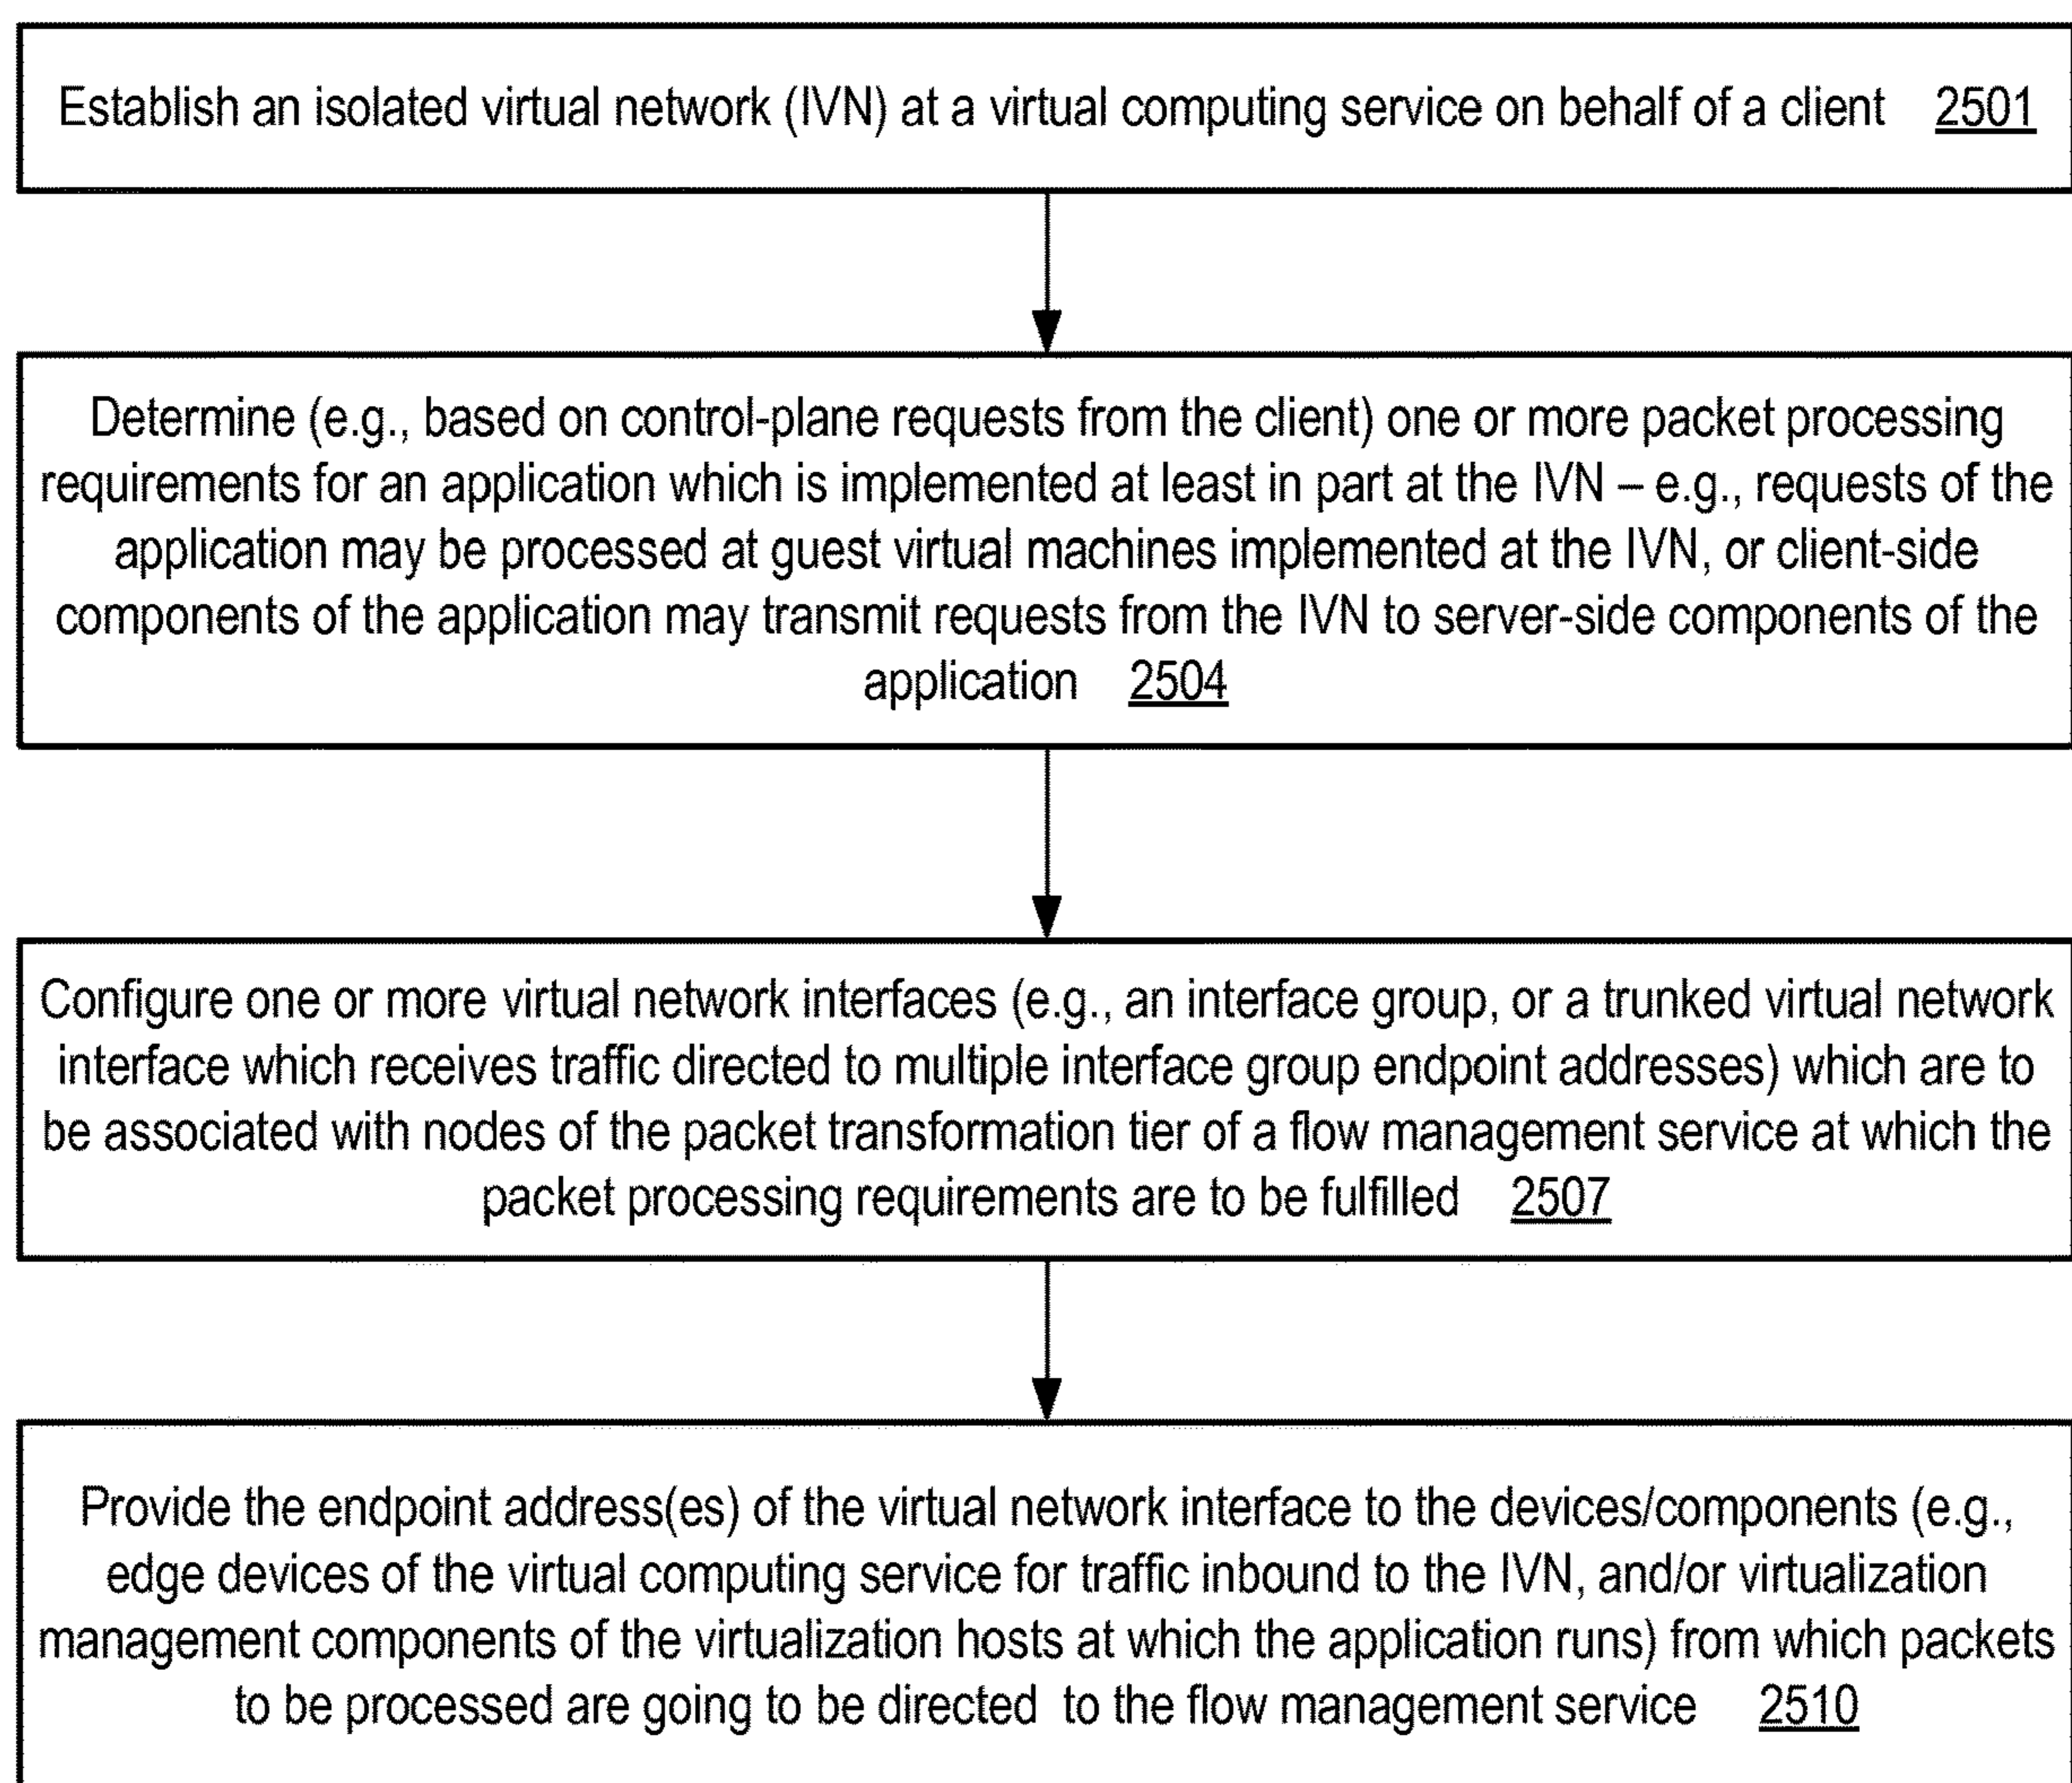 Establish an isolated virtual network (IVN) at a virtual computing service on behalf of a client 2501
Determine (e.g., based on control-plane requests from the client) one or more packet processing
requirements for an application which is implemented at least in part at the IVN – e.g., requests of the
application may be processed at guest virtual machines implemented at the IVN, or client-side
components of the application may transmit requests from the IVN to server-side components of the
application 2504
Configure one or more virtual network interfaces (e.g., an interface group, or a trunked virtual network
interface which receives traffic directed to multiple interface group endpoint addresses) which are to
be associated with nodes of the packet transformation tier of a flow management service at which the
packet processing requirements are to be fulfilled 2507
Provide the endpoint address(es) of the virtual network interface to the devices/components (e.g.,
edge devices of the virtual computing service for traffic inbound to the IVN, and/or virtualization
management components of the virtualization hosts at which the application runs) from which packets
to be processed are going to be directed to the flow management service 2510